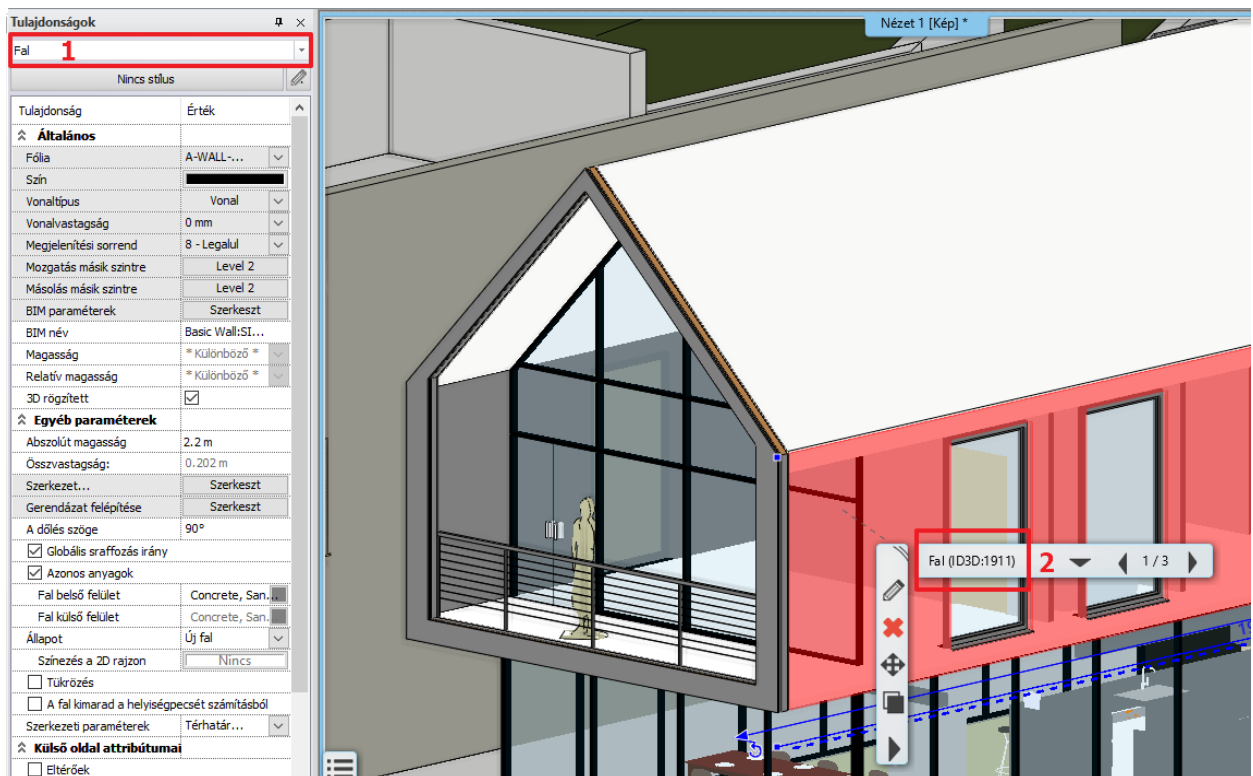 Tulajdonságok
Fal 1
Nincs stílus
Tulajdonság Érték
Általános
Fólia A-WALL-...
Szín
Vonaltípus Vonal
Vonalvastagság 0 mm
Megjelenítési sorrend 8 - Legalul
Mozgatás másik szintre Level 2
Másolás másik szintre Level 2
BIM paraméterek Szerkeszt
BIM név Basic Wall:SI...
Magasság * Különböző *
Relatív magasság * Különböző *
3D rögzített
Egyéb paraméterek
Abszolút magasság 2.2 m
Összvastagság: 0.202 m
Szerkezet... Szerkeszt
Gerendázat felépítése Szerkeszt
A dőlés szöge 90°
Globális sraffozás irány
Azonos anyagok
Fal belső felület Concrete, San...
Fal külső felület Concrete, San...
Állapot Új fal
Színezés a 2D rajzon Nincs
Tükrözés
A fal kimarad a helyiségpecsét számításból
Szerkezeti paraméterek Térhatár...
Külső oldal attribútumai
Eltérőek
Nézet 1 [Kép] *
Fal (ID3D:1911) 2 1 / 3